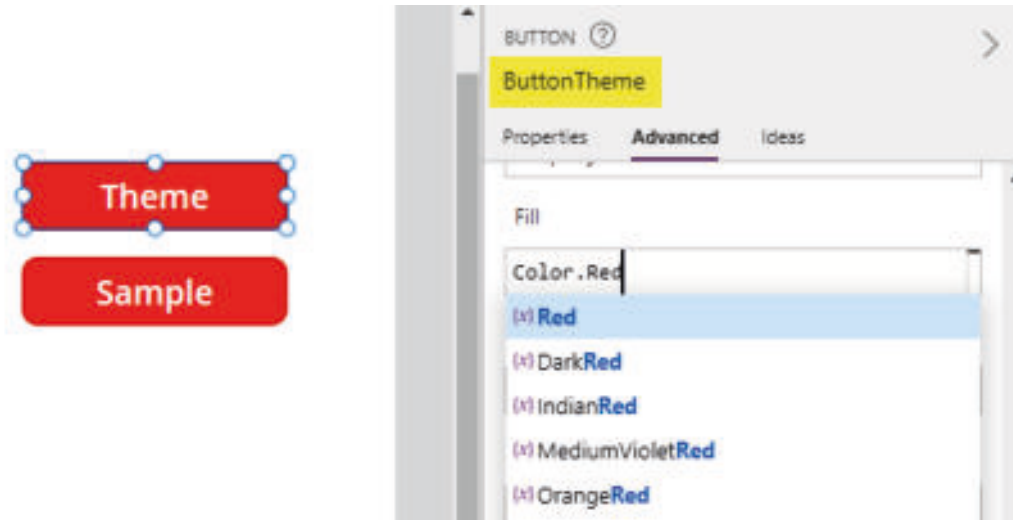 Theme
Sample
BUTTON ?
ButtonTheme
Properties Advanced Ideas
Fill
Color.Red
(x) Red
(x) DarkRed
(x) IndianRed
(x) MediumVioletRed
(x) OrangeRed